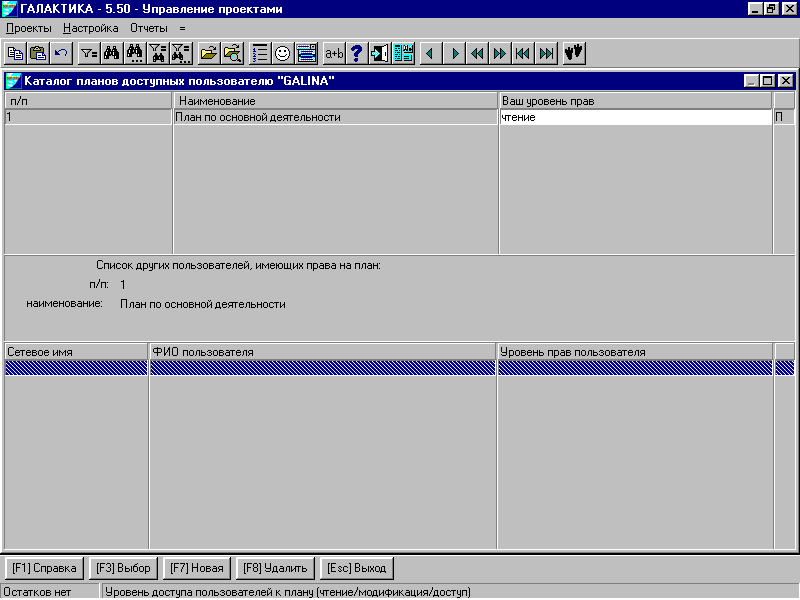 ГАЛАКТИКА - 5.50 - Управление проектами
Проекты Настройка Отчеты =
a+b ?
Каталог планов доступных пользователю "GALINA"
п/п Наименование Ваш уровень прав
1 План по основной деятельности чтение П
Список других пользователей, имеющих права на план:
п/п: 1
наименование: План по основной деятельности
Сетевое имя ФИО пользователя Уровень прав пользователя
[F1] Справка [F3] Выбор [F7] Новая [F8] Удалить [Esc] Выход
Остатков нет Уровень доступа пользователей к плану (чтение/модификация/доступ)